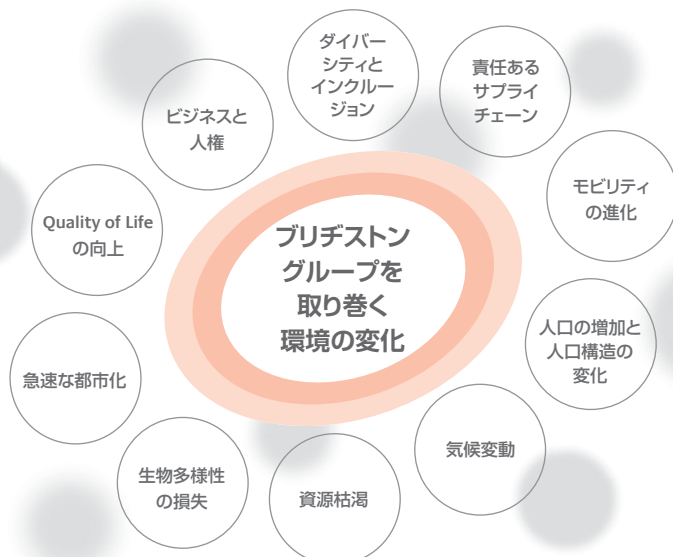 ダイバー
シティと
インクルー
ジョン
責任ある
サプライ
チェーン
ビジネスと
人権
モビリティ
の進化
Quality of Life
の向上
ブリヂストン
グループを
取り巻く
環境の変化
人口の増加と
人口構造の
変化
急速な都市化
気候変動
生物多様性
の損失
資源枯渇